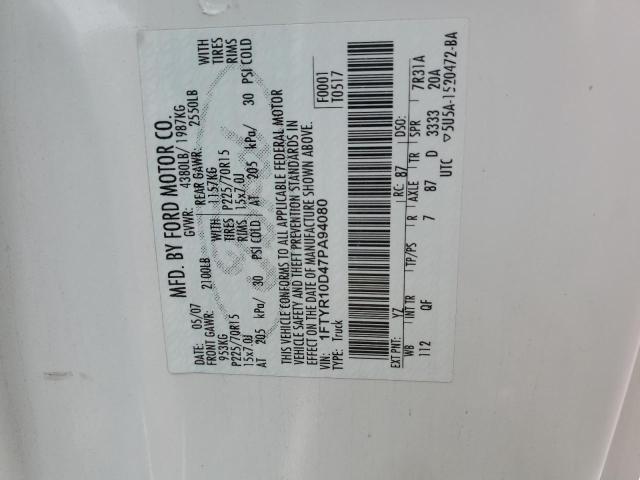 MFD. BY FORD MOTOR CO.
DATE: 05/07 GVWR: 4380LB/ 1987KG
FRONT GAWR: 2100LB REAR GAWR: 2550LB
953KG 1157KG WITH
P225/70R15 TIRES P225/70R15 TIRES
15x7.0J RIMS 15x7.0J RIMS
AT 205 kPa/ 30 PSI COLD AT 205 kPa/ 30 PSI COLD
THIS VEHICLE CONFORMS TO ALL APPLICABLE FEDERAL MOTOR
VEHICLE SAFETY AND THEFT PREVENTION STANDARDS IN
EFFECT ON THE DATE OF MANUFACTURE SHOWN ABOVE.
VIN: 1FTYR10D47PA94080 F0001
TYPE: Truck T0517
EXT PNT: YZ RC: B7 DSO:
WB INT TR TP/PS R AXLE TR SPR 7R31A
112 QF 7 87 D 3333 20A
UTC ▽5U5A-1520472-BA